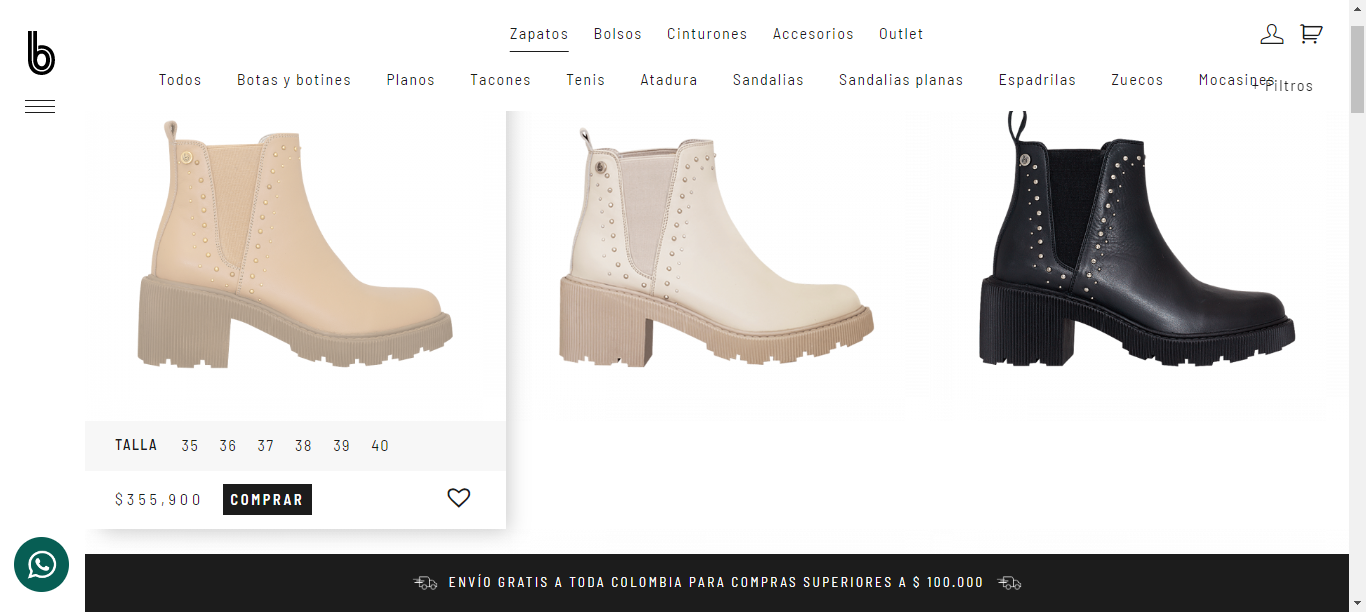 b
Zapatos Bolsos Cinturones Accesorios Outlet
Todos Botas y botines Planos Tacones Tenis Atadura Sandalias Sandalias planas Espadrilas Zuecos Mocasines
+ Filtros
TALLA 35 36 37 38 39 40
$355,900 COMPRAR
ENVÍO GRATIS A TODA COLOMBIA PARA COMPRAS SUPERIORES A $ 100.000